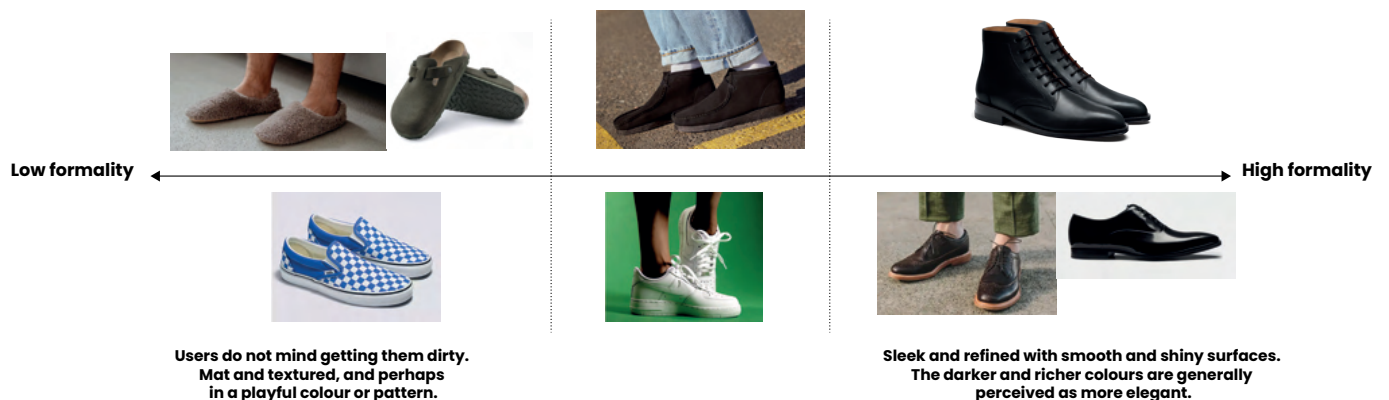 Low formality
High formality
Users do not mind getting them dirty.
Mat and textured, and perhaps
in a playful colour or pattern.
Sleek and refined with smooth and shiny surfaces.
The darker and richer colours are generally
perceived as more elegant.